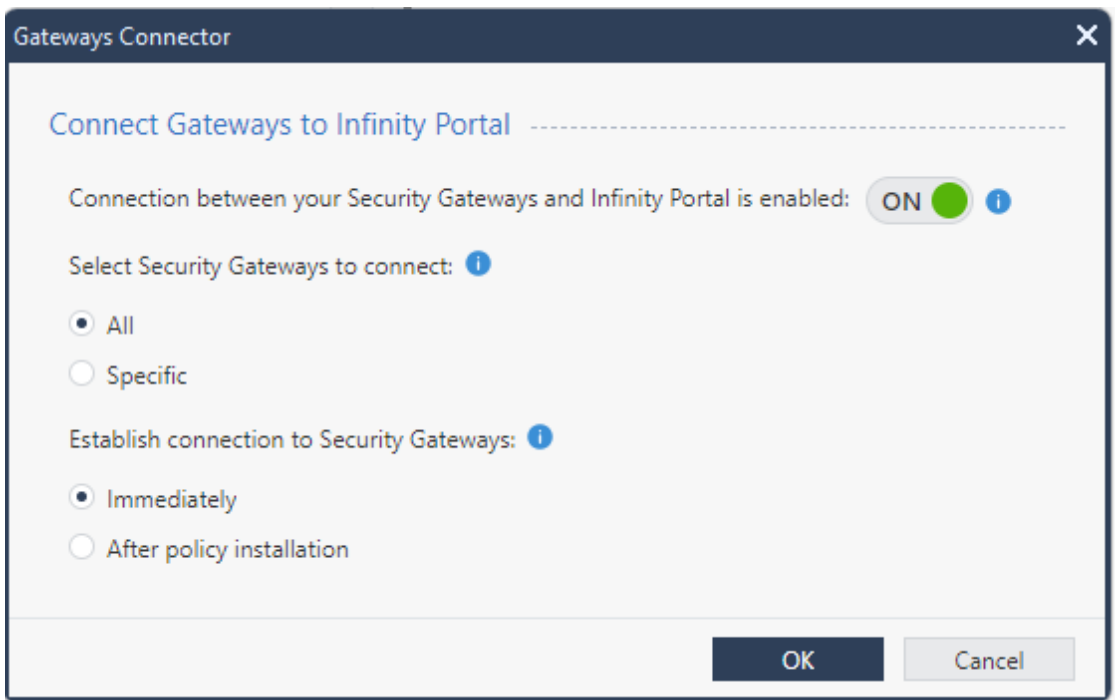 Gateways Connector
Connect Gateways to Infinity Portal
Connection between your Security Gateways and Infinity Portal is enabled: ON
Select Security Gateways to connect:
All
Specific
Establish connection to Security Gateways:
Immediately
After policy installation
OK Cancel